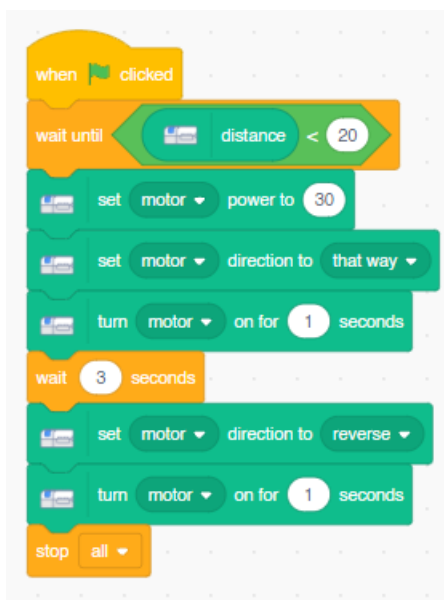 when clicked
wait until distance < 20
set motor power to 30
set motor direction to that way
turn motor on for 1 seconds
wait 3 seconds
set motor direction to reverse
turn motor on for 1 seconds
stop all